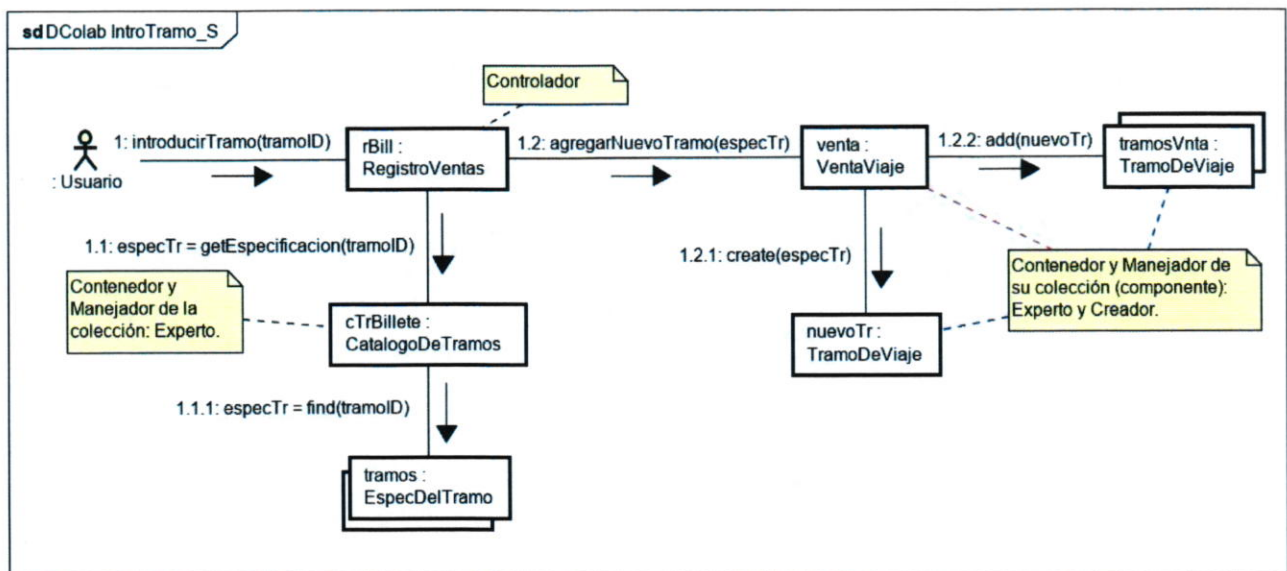 sd DColab IntroTramo_S
Controlador
1: introducirTramo(tramoID)
: Usuario
rBill :
RegistroVentas
1.2: agregarNuevoTramo(especTr)
venta :
VentaViaje
1.2.2: add(nuevoTr)
tramosVnta :
TramoDeViaje
1.1: especTr = getEspecificacion(tramoID)
1.2.1: create(especTr)
Contenedor y
Manejador de la
colección: Experto.
cTrBillete :
CatalogoDeTramos
nuevoTr :
TramoDeViaje
Contenedor y Manejador de
su colección (componente):
Experto y Creador.
1.1.1: especTr = find(tramoID)
tramos :
EspecDelTramo